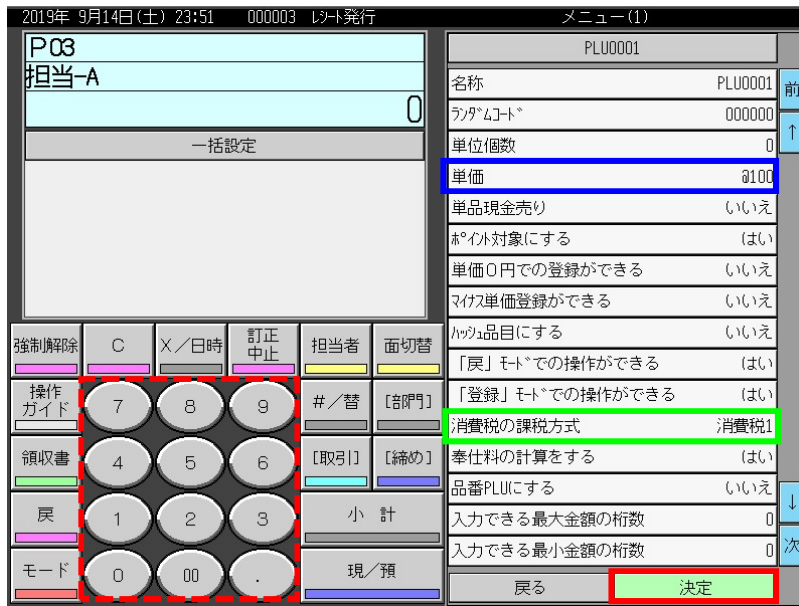 2019年 9月14日(土) 23:51 000003 ﾚｼｰﾄ発行 メニュー(1)
P03
担当-A
0
一括設定
PLU0001
名称 PLU0001
ﾗﾝﾀﾞﾑｺｰﾄﾞ 000000
単位個数 0
単価 @100
単品現金売り いいえ
ﾎﾟｲﾝﾄ対象にする はい
単価０円での登録ができる いいえ
ﾏｲﾅｽ単価登録ができる いいえ
ﾊｯｼｭ品目にする いいえ
「戻」ﾓｰﾄﾞでの操作ができる はい
「登録」ﾓｰﾄﾞでの操作ができる はい
消費税の課税方式 消費税1
奉仕料の計算をする はい
品番PLUにする いいえ
入力できる最大金額の桁数 0
入力できる最小金額の桁数 0
前
↑
↓
次
戻る 決定
強制解除 C X／日時 訂正 中止 担当者 面切替
操作 ガイド 7 8 9 #／替 [部門]
領収書 4 5 6 [取引] [締め]
戻 1 2 3 小 計
モード 0 00 . 現／預